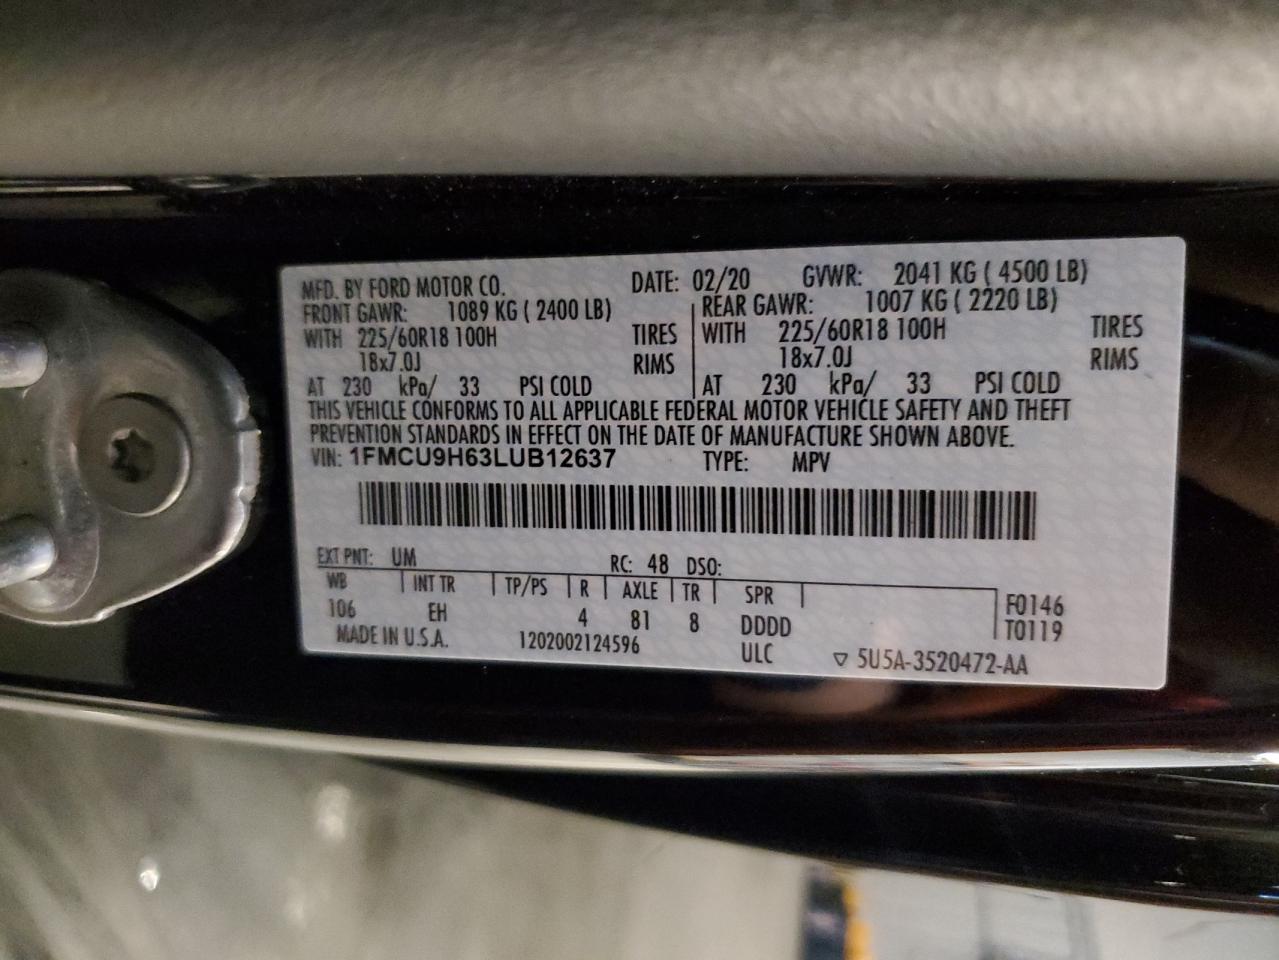 MFD. BY FORD MOTOR CO. DATE: 02/20 GVWR: 2041 KG ( 4500 LB)
FRONT GAWR: 1089 KG ( 2400 LB) REAR GAWR: 1007 KG ( 2220 LB)
WITH 225/60R18 100H TIRES WITH 225/60R18 100H TIRES
18x7.0J RIMS 18x7.0J RIMS
AT 230 kPa/ 33 PSI COLD AT 230 kPa/ 33 PSI COLD
THIS VEHICLE CONFORMS TO ALL APPLICABLE FEDERAL MOTOR VEHICLE SAFETY AND THEFT
PREVENTION STANDARDS IN EFFECT ON THE DATE OF MANUFACTURE SHOWN ABOVE.
VIN: 1FMCU9H63LUB12637 TYPE: MPV
EXT PNT: UM RC: 48 DSO:
WB INT TR TP/PS R AXLE TR SPR F0146
106 EH 4 81 8 DDDD T0119
MADE IN U.S.A. 1202002124596 ULC ▽ 5U5A-3520472-AA